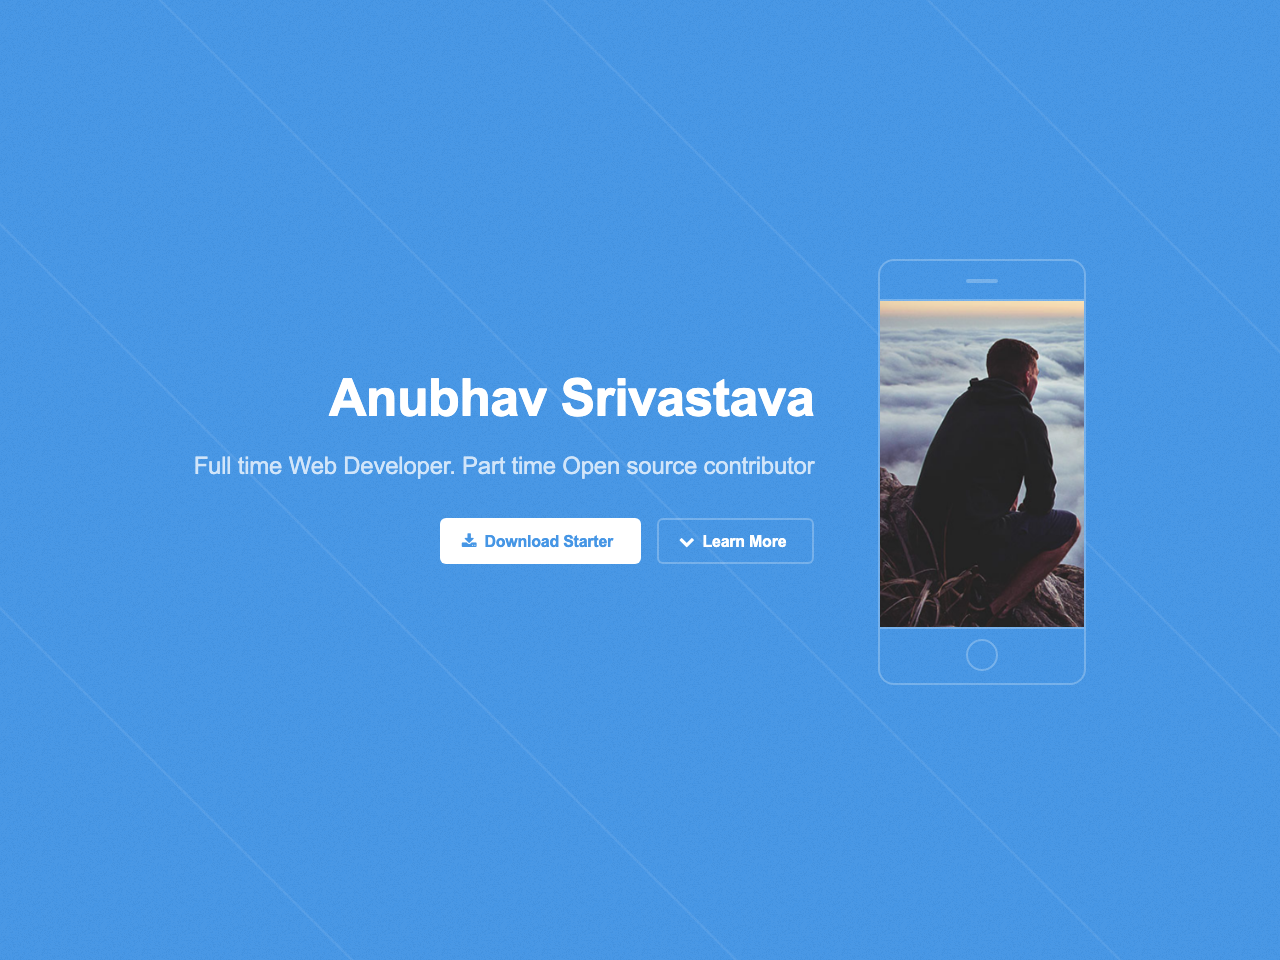 Anubhav Srivastava
Full time Web Developer. Part time Open source contributor
Download Starter
Learn More